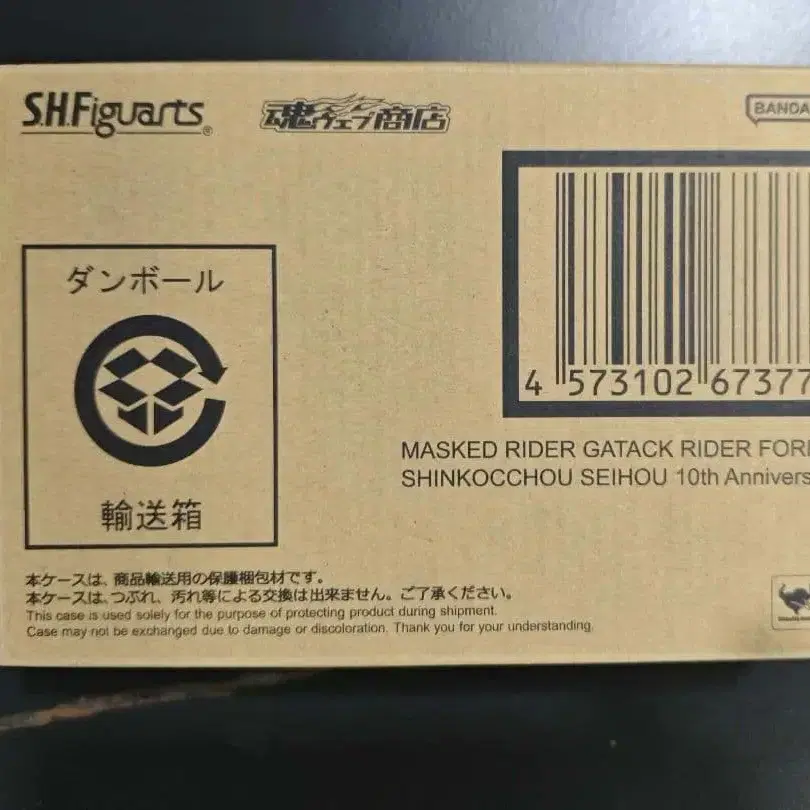 S.H.Figuarts®
魂ウェブ商店
BANDA
ダンボール
輸送箱
4 573102 67377
MASKED RIDER GATACK RIDER FOR
SHINKOCCHOU SEIHOU 10th Annivers
本ケースは、商品輸送用の保護梱包材です。
本ケースは、つぶれ、汚れ等による交換は出来ません。ご了承ください。
This case is used solely for the purpose of protecting product during shipment.
Case may not be exchanged due to damage or discoloration. Thank you for your understanding.